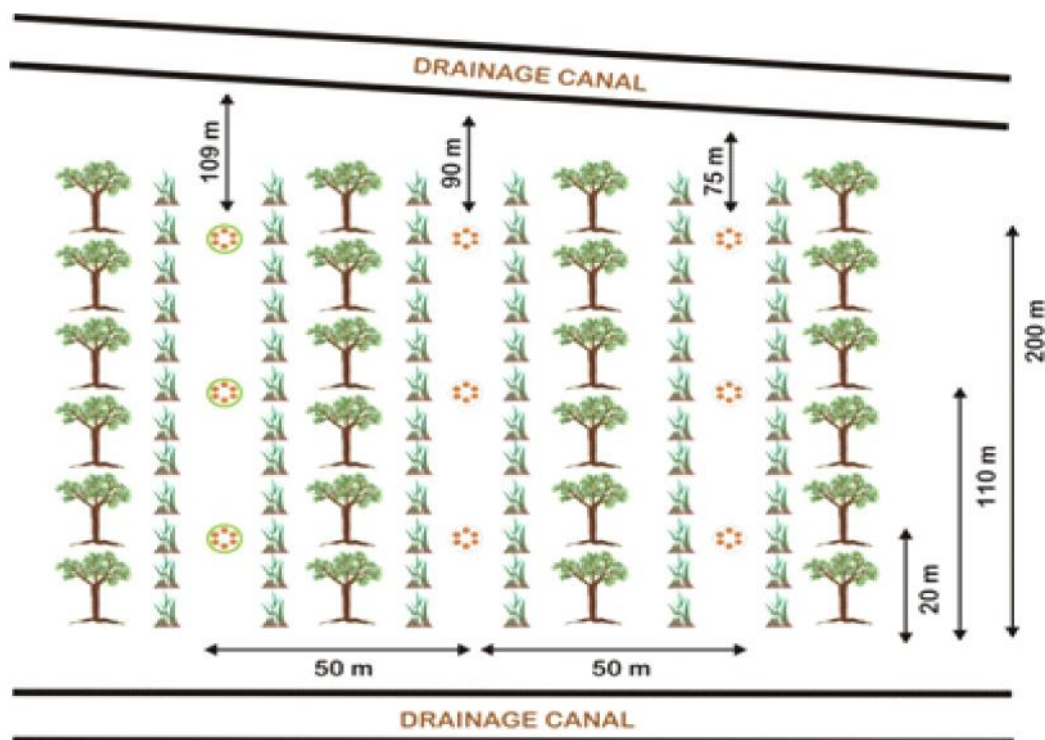 DRAINAGE CANAL
109 m
90 m
75 m
200 m
110 m
20 m
50 m
50 m
DRAINAGE CANAL